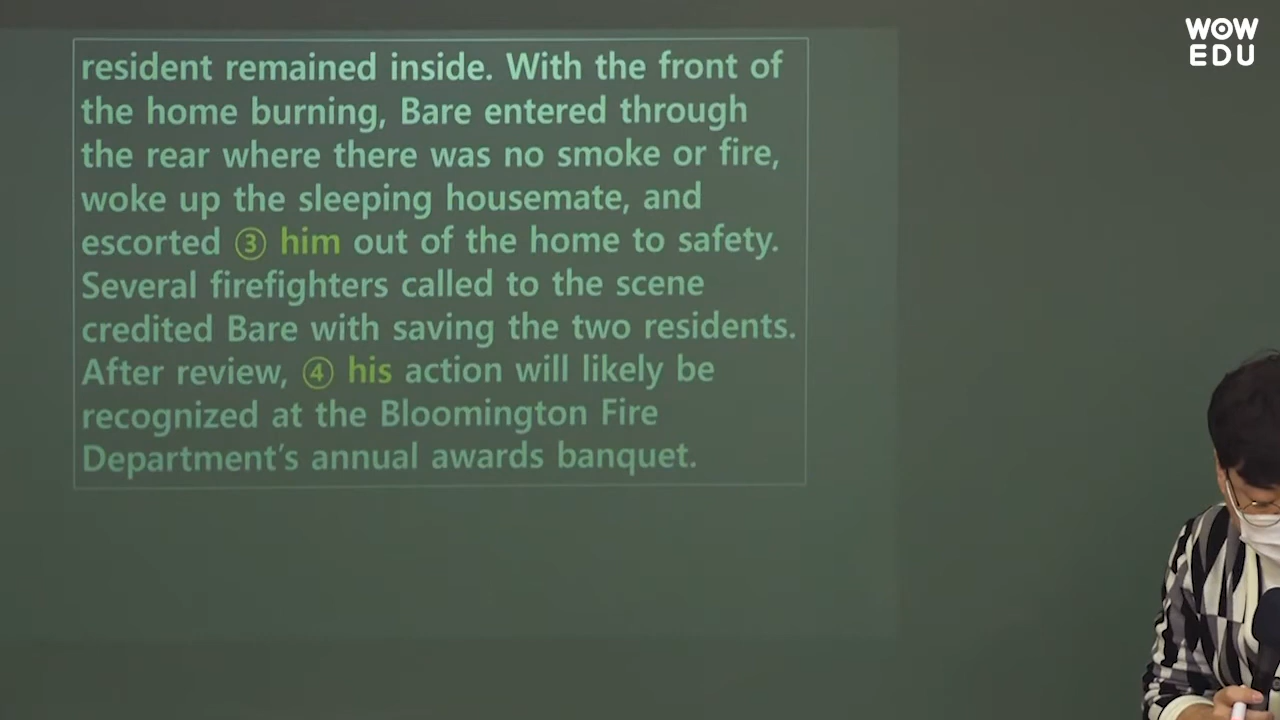 WOW
EDU
resident remained inside. With the front of
the home burning, Bare entered through
the rear where there was no smoke or fire,
woke up the sleeping housemate, and
escorted ③ him out of the home to safety.
Several firefighters called to the scene
credited Bare with saving the two residents.
After review, ④ his action will likely be
recognized at the Bloomington Fire
Department's annual awards banquet.